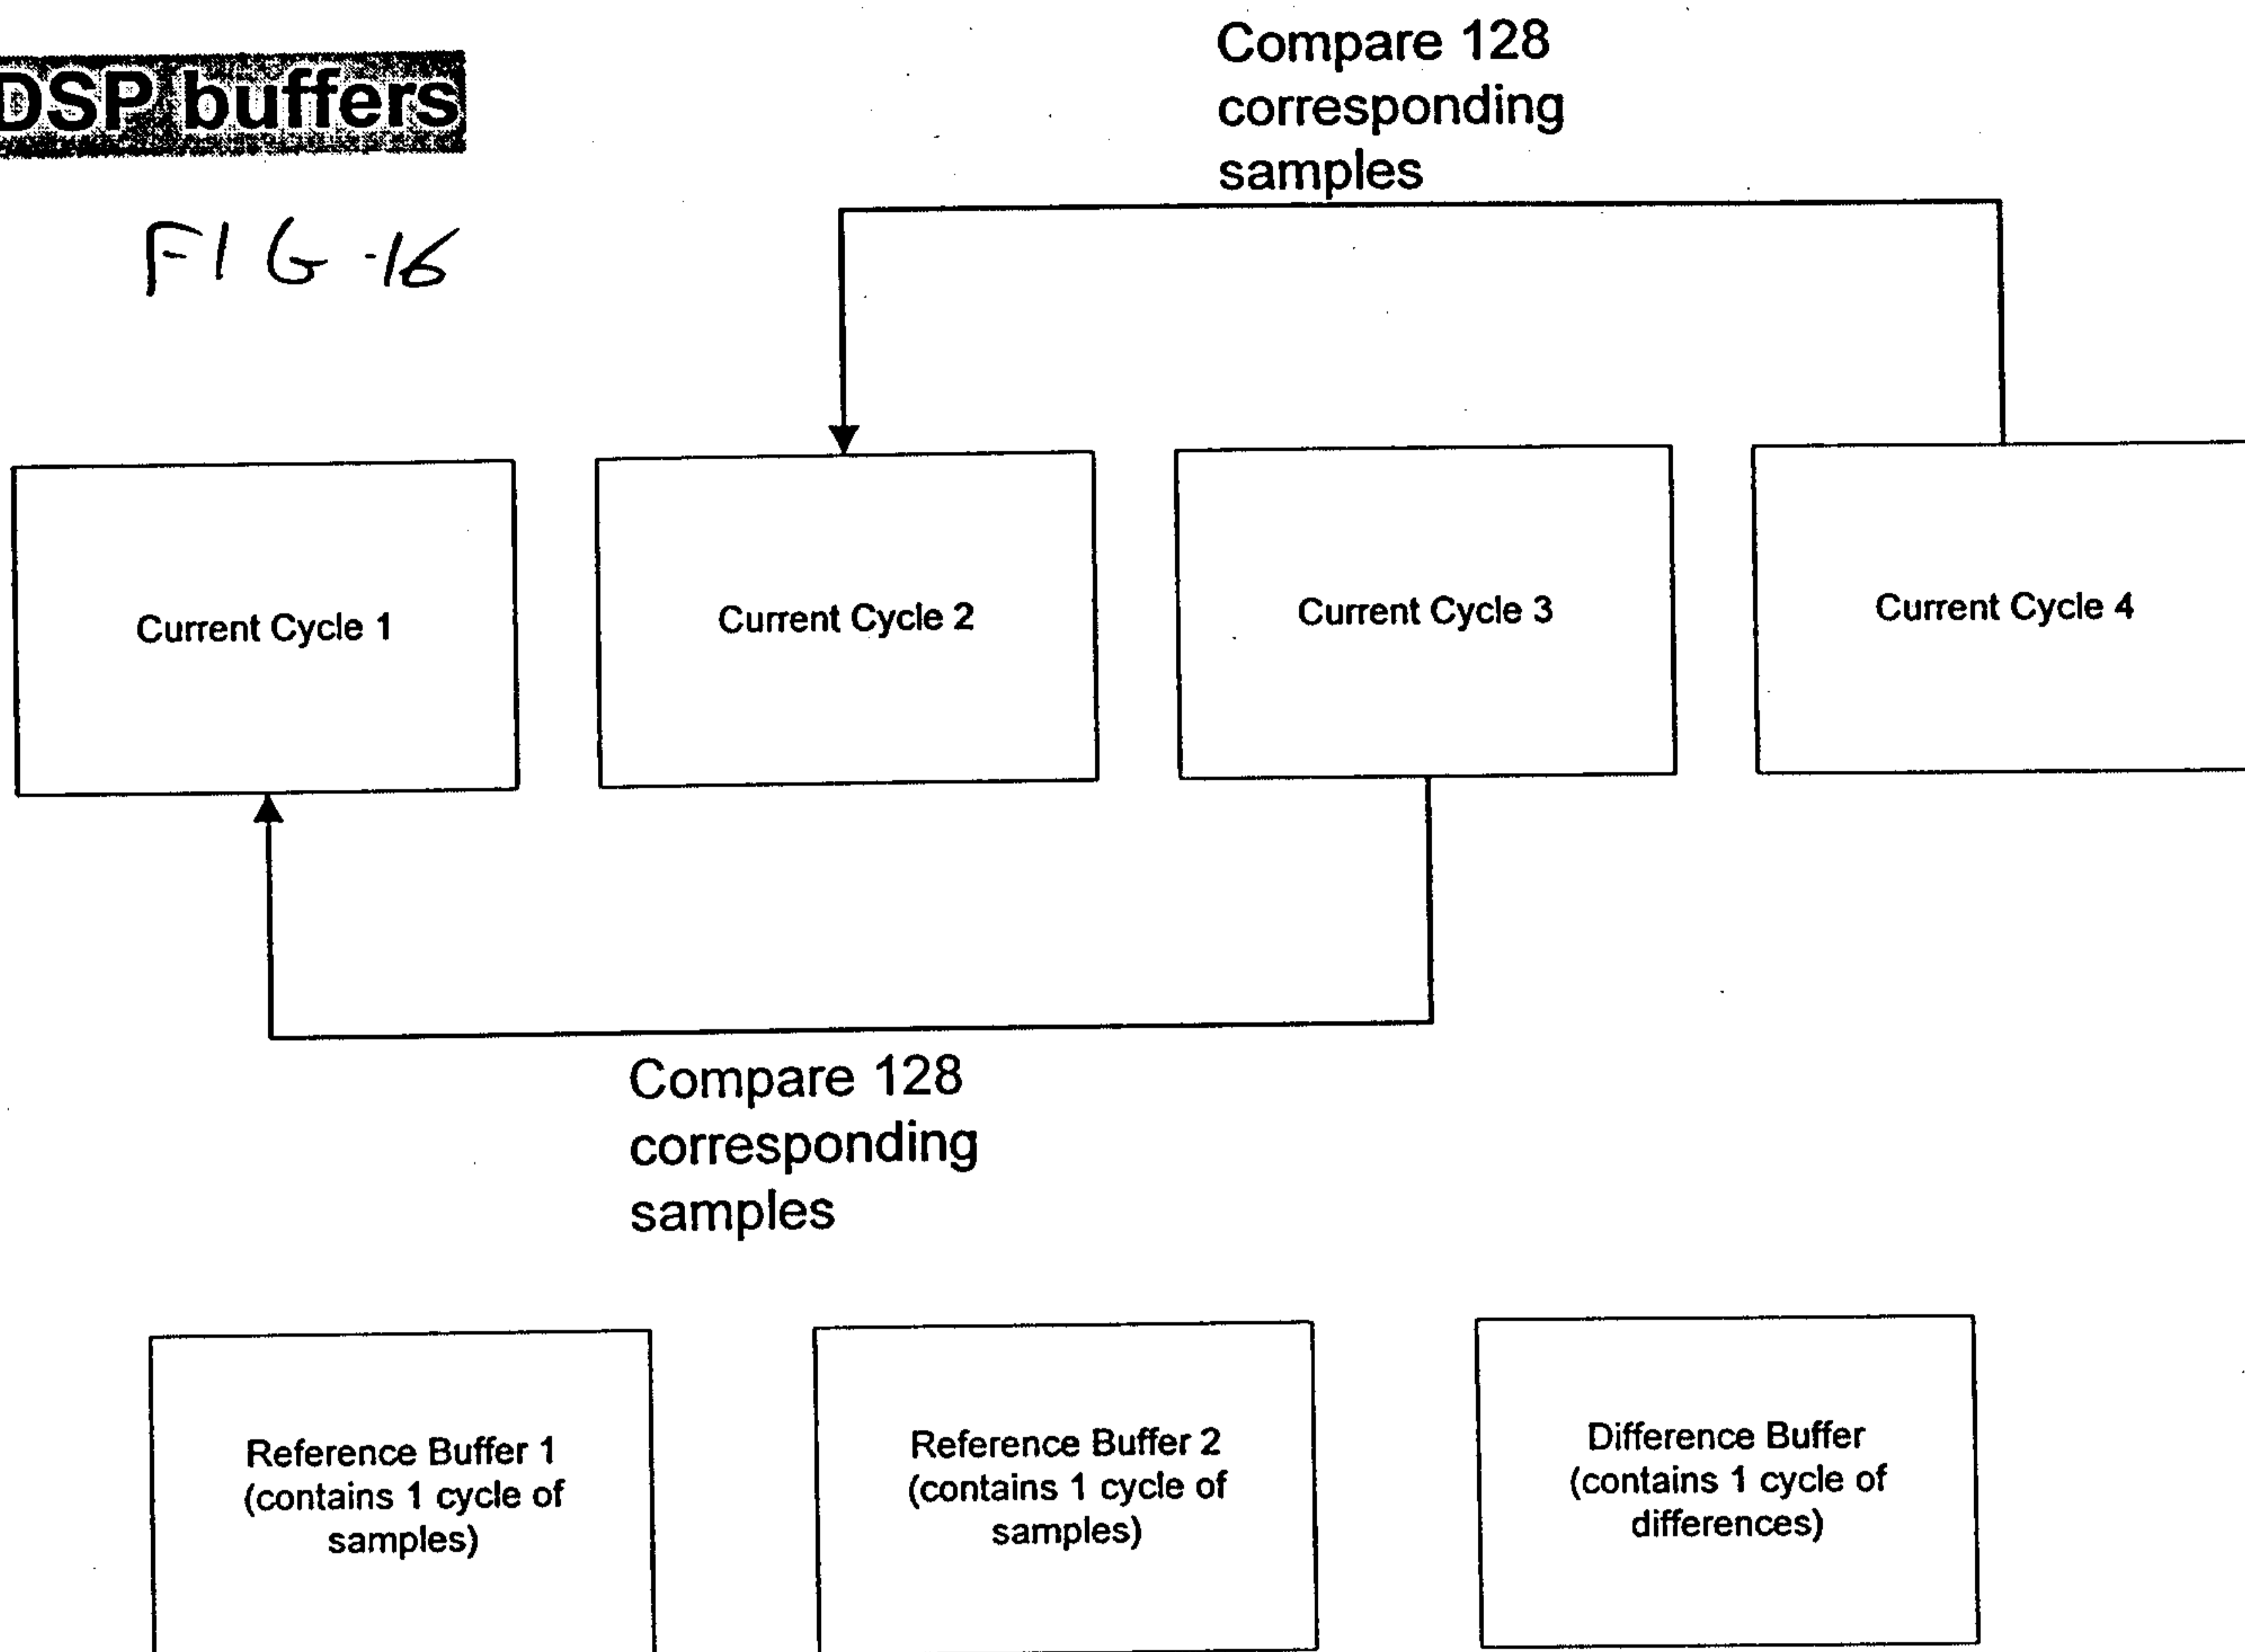 DSP buffers
FIG-16
Compare 128
corresponding
samples
Current Cycle 1
Current Cycle 2
Current Cycle 3
Current Cycle 4
Compare 128
corresponding
samples
Reference Buffer 1
(contains 1 cycle of
samples)
Reference Buffer 2
(contains 1 cycle of
samples)
Difference Buffer
(contains 1 cycle of
differences)